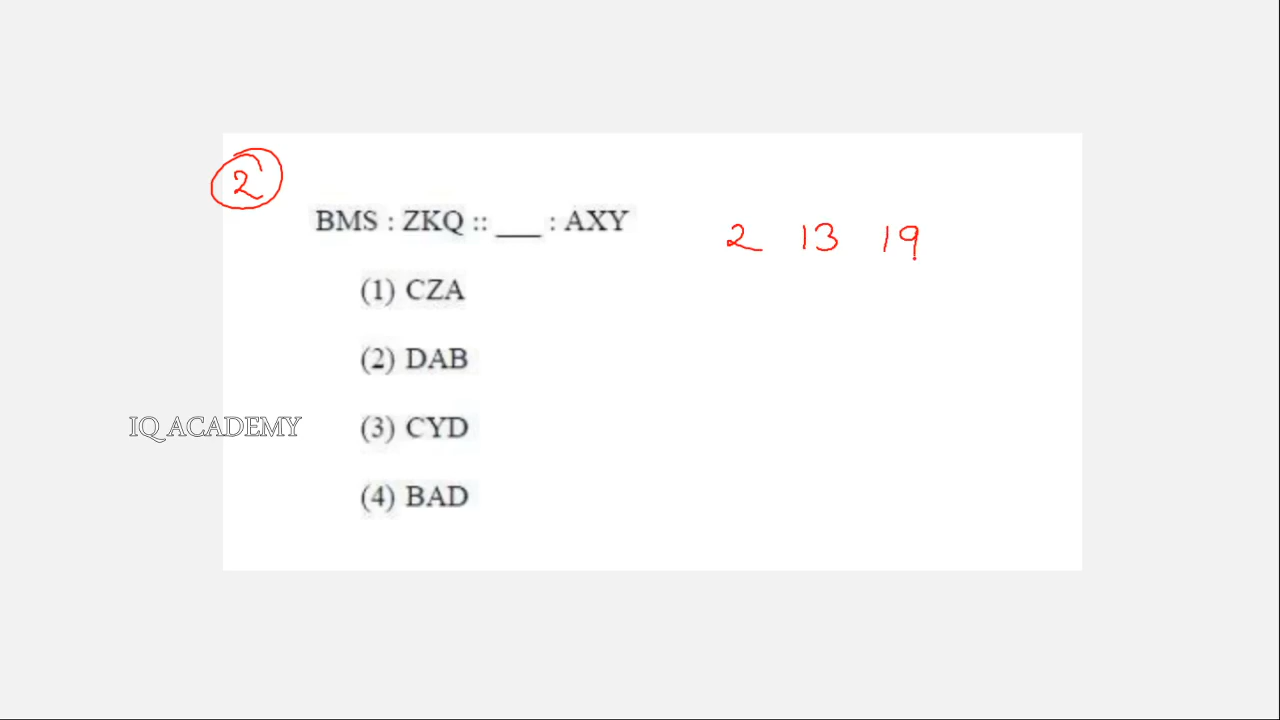 2
BMS : ZKQ :: ___ : AXY
2 13 19
(1) CZA
(2) DAB
(3) CYD
(4) BAD
IQ ACADEMY